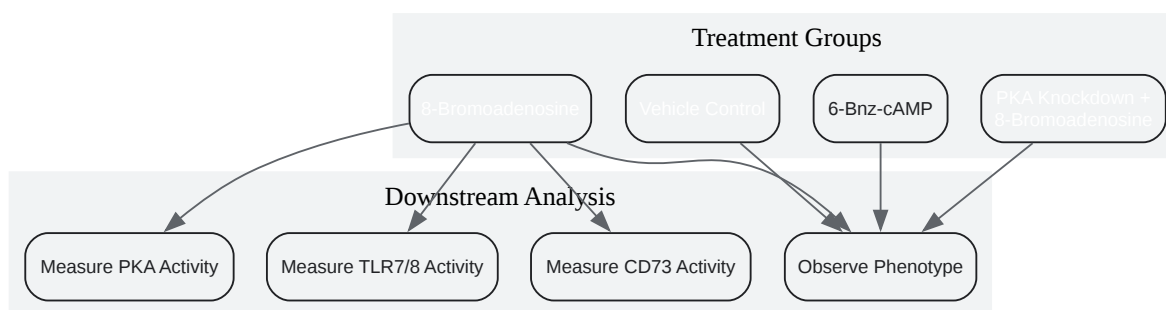 Treatment Groups
8-Bromoadenosine
Vehicle Control
6-Bnz-cAMP
PKA Knockdown +
8-Bromoadenosine
Downstream Analysis
Measure PKA Activity
Measure TLR7/8 Activity
Measure CD73 Activity
Observe Phenotype